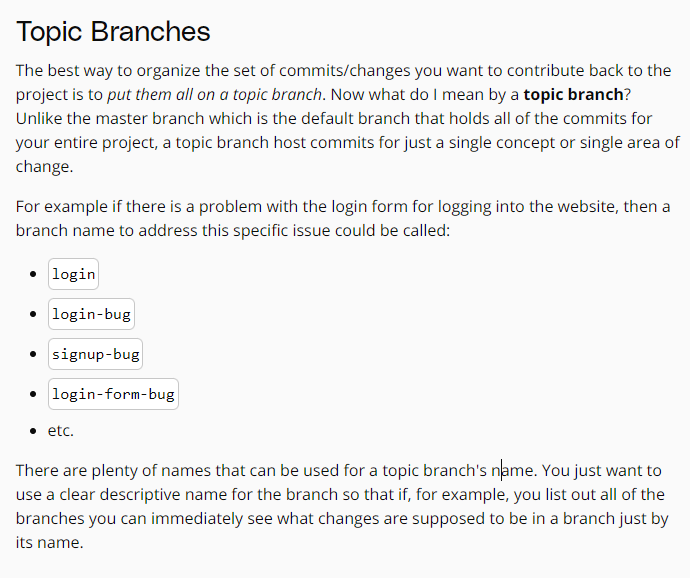 Topic Branches
The best way to organize the set of commits/changes you want to contribute back to the
project is to put them all on a topic branch. Now what do I mean by a topic branch?
Unlike the master branch which is the default branch that holds all of the commits for
your entire project, a topic branch host commits for just a single concept or single area of
change.
For example if there is a problem with the login form for logging into the website, then a
branch name to address this specific issue could be called:
• login
• login-bug
• signup-bug
• login-form-bug
• etc.
There are plenty of names that can be used for a topic branch's name. You just want to
use a clear descriptive name for the branch so that if, for example, you list out all of the
branches you can immediately see what changes are supposed to be in a branch just by
its name.